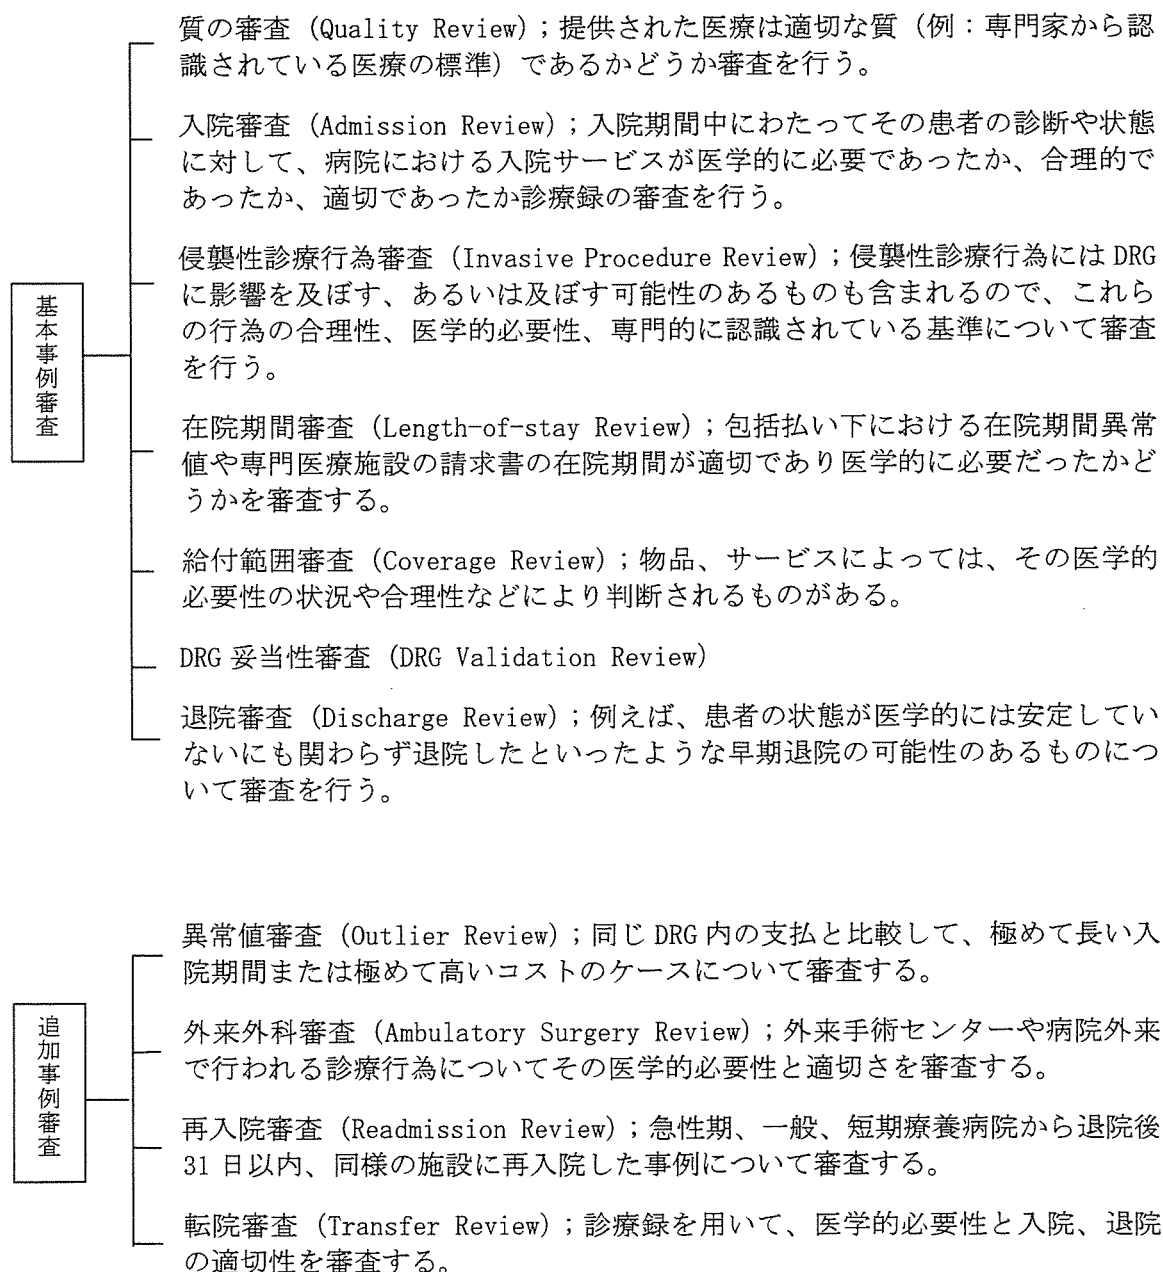 質の審査 (Quality Review)；提供された医療は適切な質（例：専門家から認
識されている医療の標準）であるかどうか審査を行う。
入院審査 (Admission Review)；入院期間中にわたってその患者の診断や状態
に対して、病院における入院サービスが医学的に必要であったか、合理的で
あったか、適切であったか診療録の審査を行う。
基本事例審査
侵襲性診療行為審査 (Invasive Procedure Review)；侵襲性診療行為には DRG
に影響を及ぼす、あるいは及ぼす可能性のあるものも含まれるので、これら
の行為の合理性、医学的必要性、専門的に認識されている基準について審査
を行う。
在院期間審査 (Length-of-stay Review)；包括払い下における在院期間異常
値や専門医療施設の請求書の在院期間が適切であり医学的に必要だったかど
うかを審査する。
給付範囲審査 (Coverage Review)；物品、サービスによっては、その医学的
必要性の状況や合理性などにより判断されるものがある。
DRG 妥当性審査 (DRG Validation Review)
退院審査 (Discharge Review)；例えば、患者の状態が医学的には安定してい
ないにも関わらず退院したといったような早期退院の可能性のあるものにつ
いて審査を行う。
異常値審査 (Outlier Review)；同じ DRG 内の支払と比較して、極めて長い入
院期間または極めて高いコストのケースについて審査する。
追加事例審査
外来外科審査 (Ambulatory Surgery Review)；外来手術センターや病院外来
で行われる診療行為についてその医学的必要性と適切さを審査する。
再入院審査 (Readmission Review)；急性期、一般、短期療養病院から退院後
31 日以内、同様の施設に再入院した事例について審査する。
転院審査 (Transfer Review)；診療録を用いて、医学的必要性と入院、退院
の適切性を審査する。